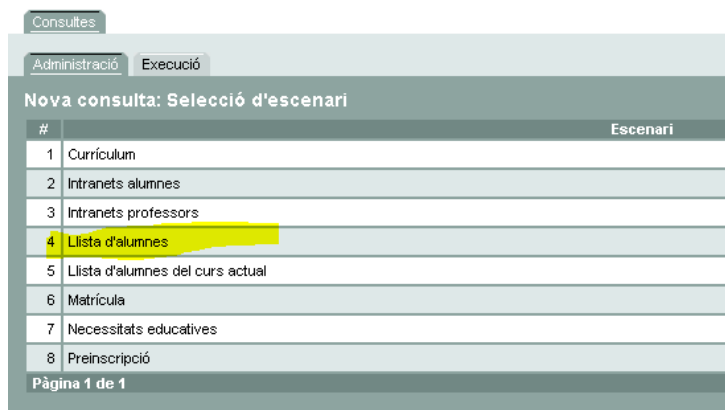 Consultes
Administració Execució
Nova consulta: Selecció d'escenari
# Escenari
1 Currículum
2 Intranets alumnes
3 Intranets professors
4 Llista d'alumnes
5 Llista d'alumnes del curs actual
6 Matrícula
7 Necessitats educatives
8 Preinscripció
Pàgina 1 de 1